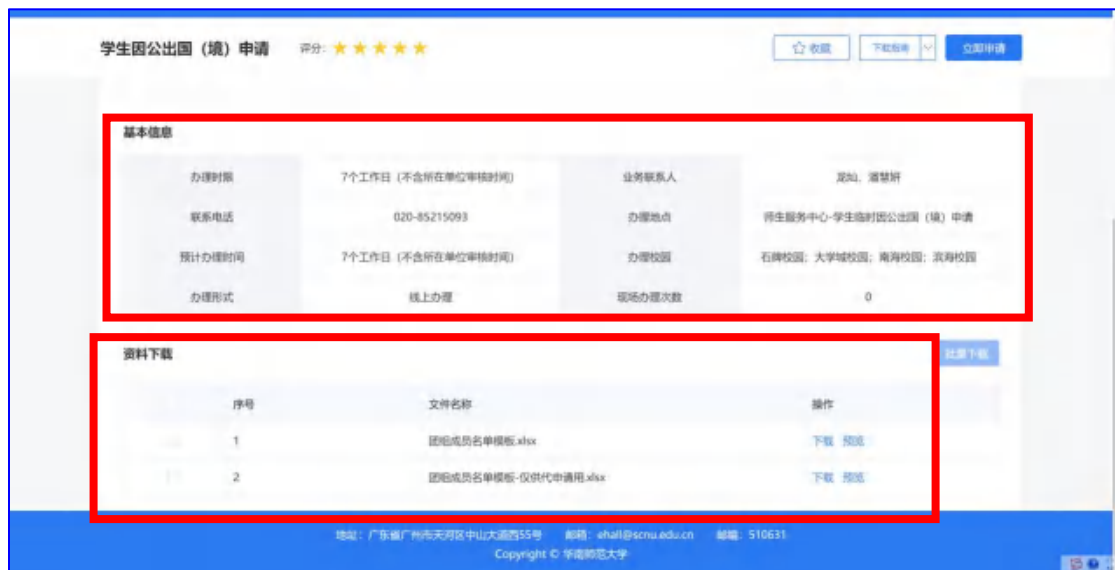 学生因公出国（境）申请 评分: 收藏 下载指南 立即申请
基本信息
办理时限 7个工作日（不含所在单位审核时间） 业务联系人 龙灿、潘慧妍
联系电话 020-85215093 办理地点 师生服务中心-学生临时因公出国（境）申请
预计办理时间 7个工作日（不含所在单位审核时间） 办理校园 石牌校园；大学城校园；南海校园；滨海校园
办理形式 线上办理 现场办理次数 0
资料下载 批量下载
序号 文件名称 操作
1 团组成员名单模板.xlsx 下载 预览
2 团组成员名单模板-仅供代申请用.xlsx 下载 预览
地址：广东省广州市天河区中山大道西55号 邮箱：ehall@scnu.edu.cn 邮编：510631
Copyright © 华南师范大学